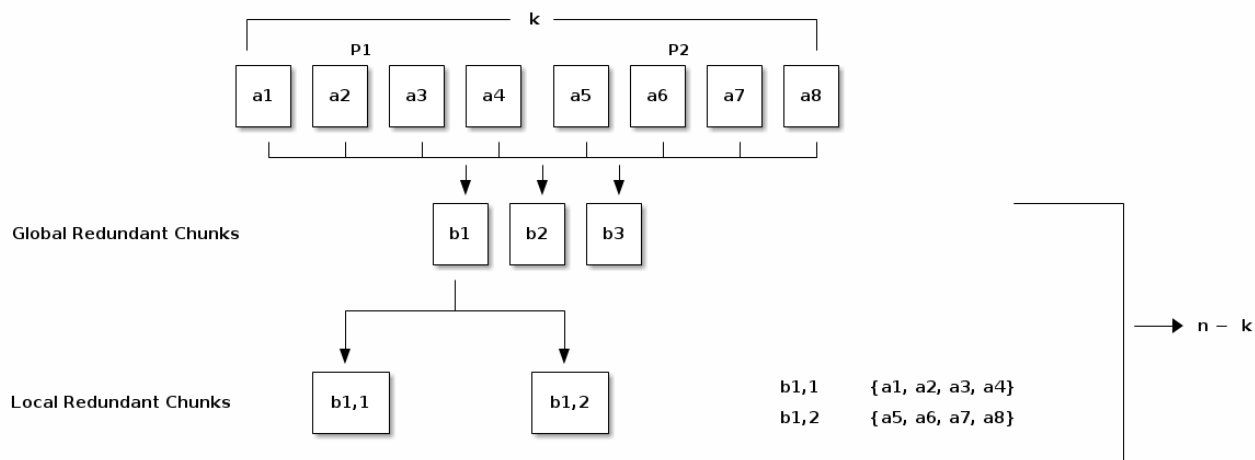 k
P1 P2
a1 a2 a3 a4 a5 a6 a7 a8
Global Redundant Chunks b1 b2 b3
n – k
Local Redundant Chunks b1,1 b1,2
b1,1 {a1, a2, a3, a4}
b1,2 {a5, a6, a7, a8}